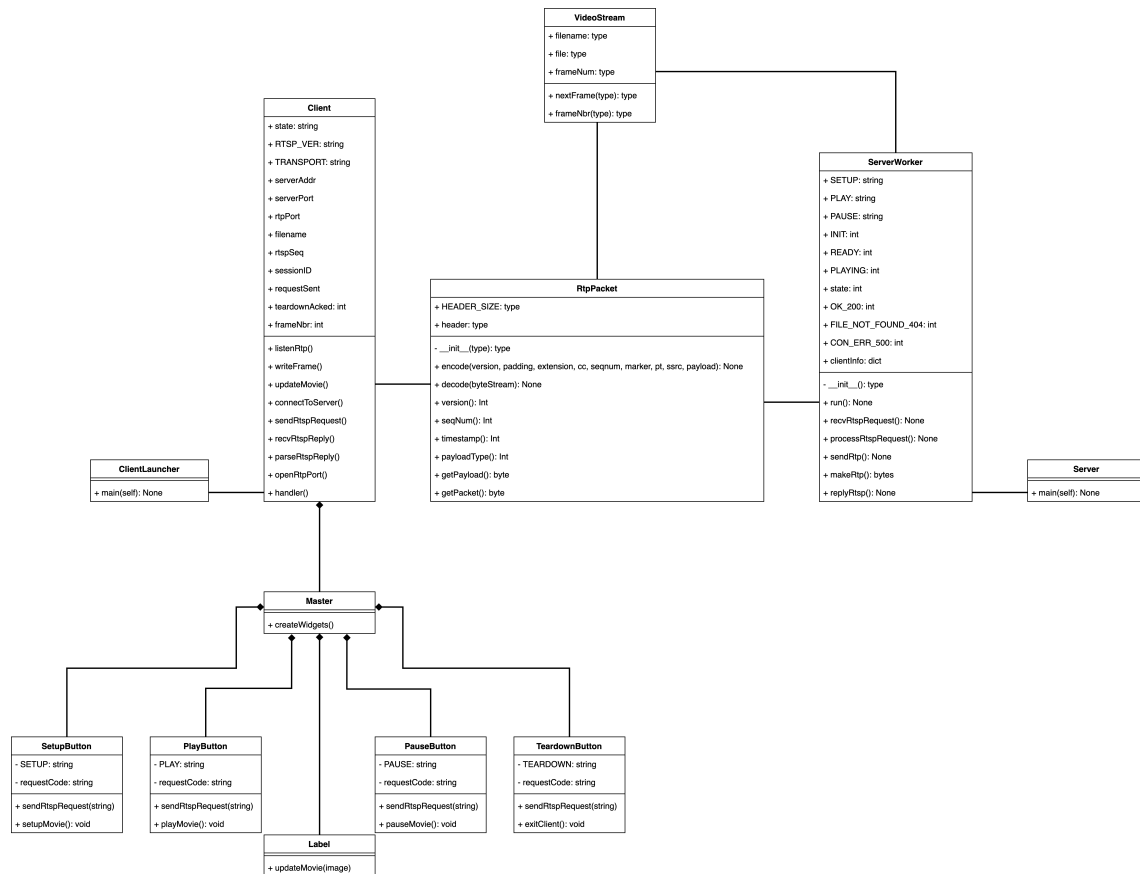 VideoStream
+ filename: type
+ file: type
+ frameNum: type
+ nextFrame(type): type
+ frameNbr(type): type
Client
+ state: string
+ RTSP_VER: string
+ TRANSPORT: string
+ serverAddr
+ serverPort
+ rtpPort
+ filename
+ rtspSeq
+ sessionID
+ requestSent
+ teardownAcked: int
+ frameNbr: int
+ listenRtp()
+ writeFrame()
+ updateMovie()
+ connectToServer()
+ sendRtspRequest()
+ recvRtspReply()
+ parseRtspReply()
+ openRtpPort()
+ handler()
ServerWorker
+ SETUP: string
+ PLAY: string
+ PAUSE: string
+ INIT: int
+ READY: int
+ PLAYING: int
+ state: int
+ OK_200: int
+ FILE_NOT_FOUND_404: int
+ CON_ERR_500: int
+ clientInfo: dict
- __init__(): type
+ run(): None
+ recvRtspRequest(): None
+ processRtspRequest(): None
+ sendRtp(): None
+ makeRtp(): bytes
+ replyRtsp(): None
RtpPacket
+ HEADER_SIZE: type
+ header: type
- __init__(type): type
+ encode(version, padding, extension, cc, seqnum, marker, pt, ssrc, payload): None
+ decode(byteStream): None
+ version(): Int
+ seqNum(): Int
+ timestamp(): Int
+ payloadType(): Int
+ getPayload(): byte
+ getPacket(): byte
ClientLauncher
+ main(self): None
Server
+ main(self): None
Master
+ createWidgets()
SetupButton
- SETUP: string
- requestCode: string
+ sendRtspRequest(string)
+ setupMovie(): void
PlayButton
- PLAY: string
- requestCode: string
+ sendRtspRequest(string)
+ playMovie(): void
PauseButton
- PAUSE: string
- requestCode: string
+ sendRtspRequest(string)
+ pauseMovie(): void
TeardownButton
- TEARDOWN: string
- requestCode: string
+ sendRtspRequest(string)
+ exitClient(): void
Label
+ updateMovie(image)